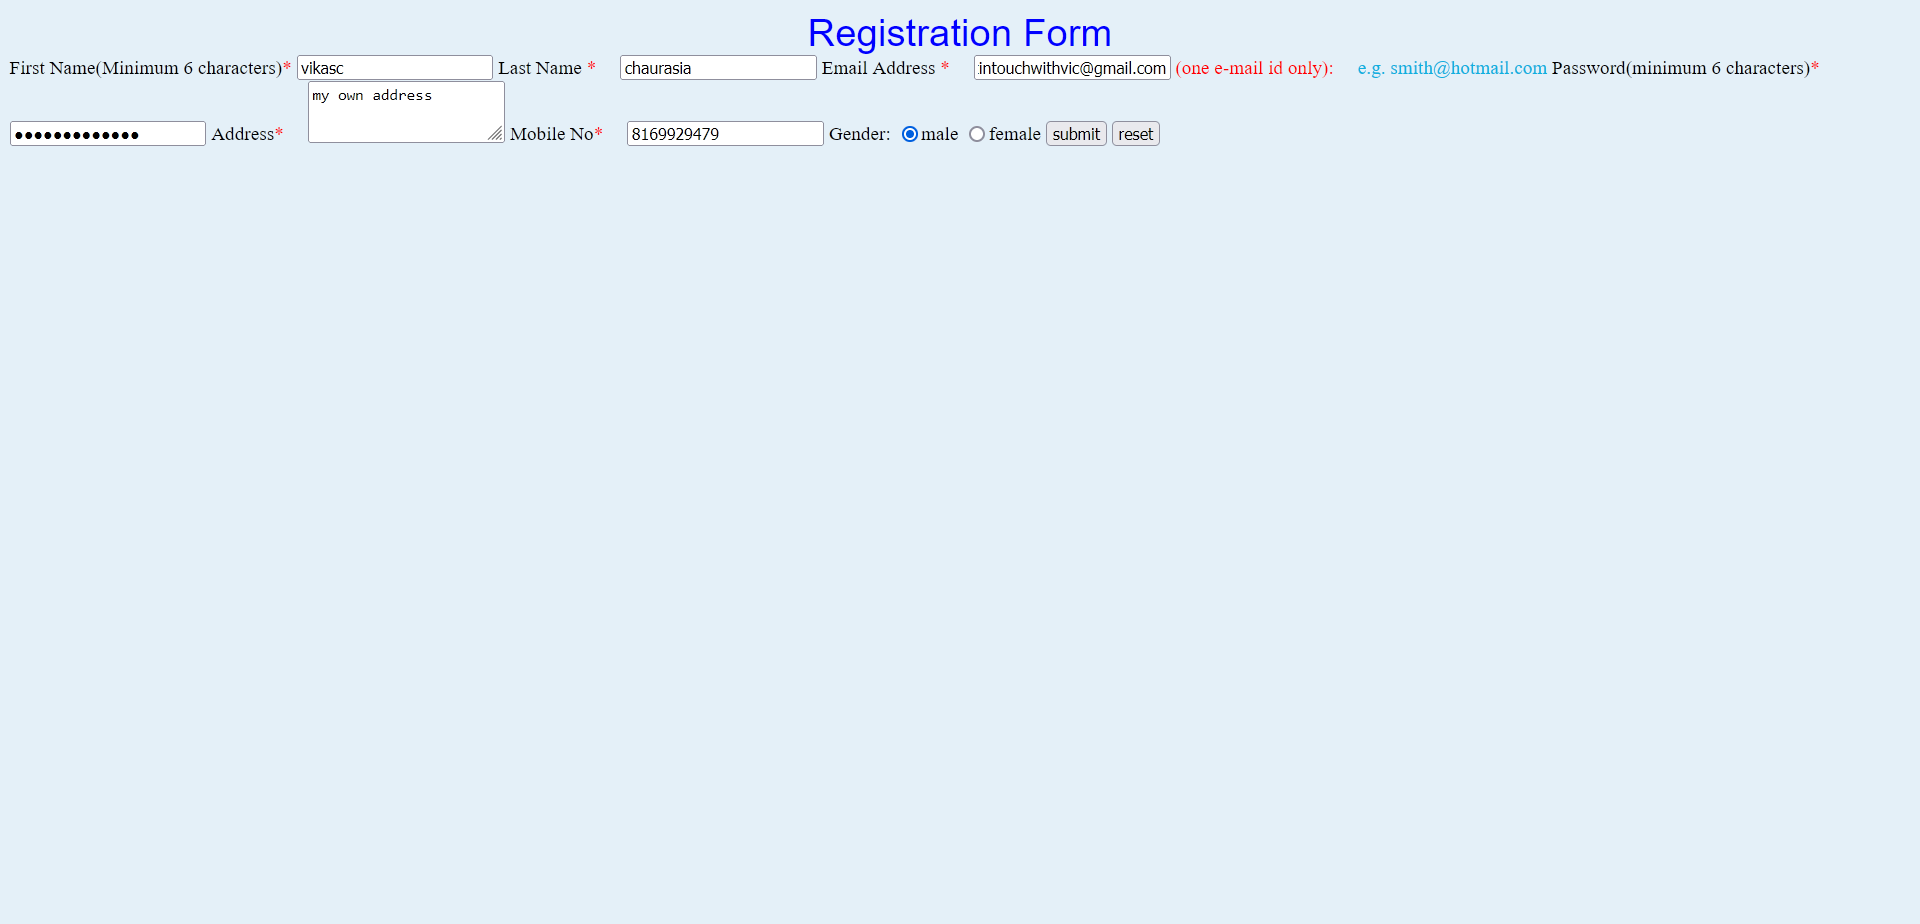 Registration Form
First Name(Minimum 6 characters)* vikasc Last Name * chaurasia Email Address * intouchwithvic@gmail.com (one e-mail id only): e.g. smith@hotmail.com Password(minimum 6 characters)*
my own address
●●●●●●●●●●●●● Address* Mobile No* 8169929479 Gender: male female submit reset